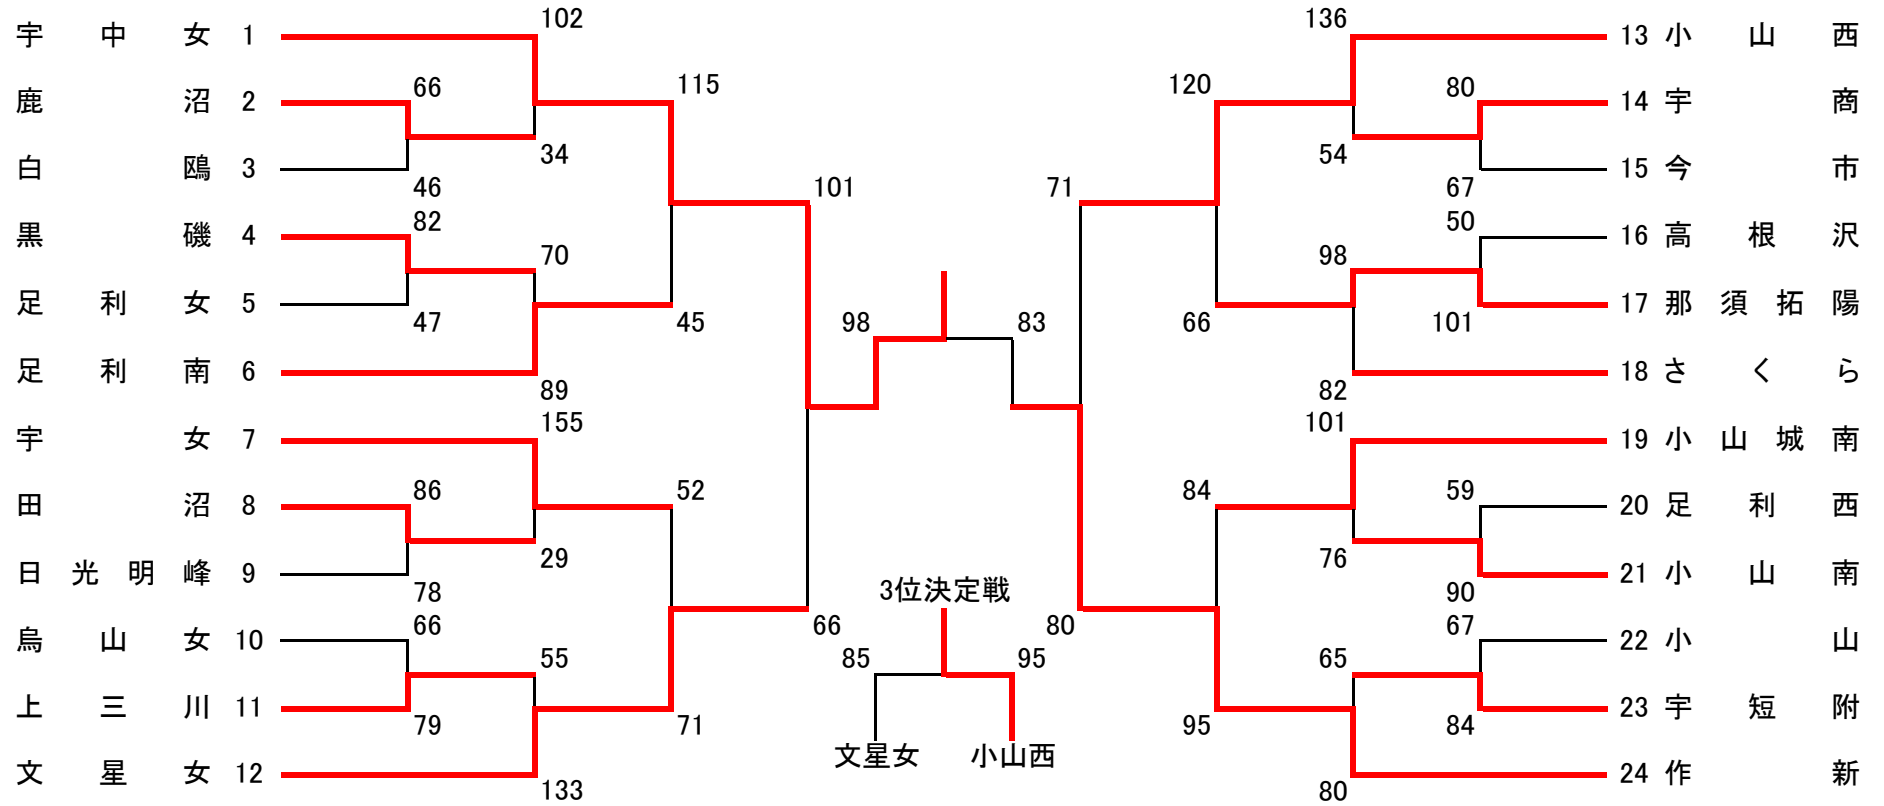 102 136
宇中女 1 13 小山西
66 115 120 80
鹿沼 2 14 宇商
34 54
白鴎 3 15 今市
46 101 71 67
82 50
黒磯 4 16 高根沢
70 98
足利女 5 17 那須拓陽
47 45 98 83 66 101
足利南 6 18 さくら
89 82
155 101
宇女 7 19 小山城南
86 52 84 59
田沼 8 20 足利西
29 76
日光明峰 9 21 小山南
78 3位決定戦 90
66 66 80 67
烏山女 10 22 小山
55 85 95 65
上三川 11 23 宇短附
79 71 95 84
文星女 小山西
文星女 12 24 作新
133 80